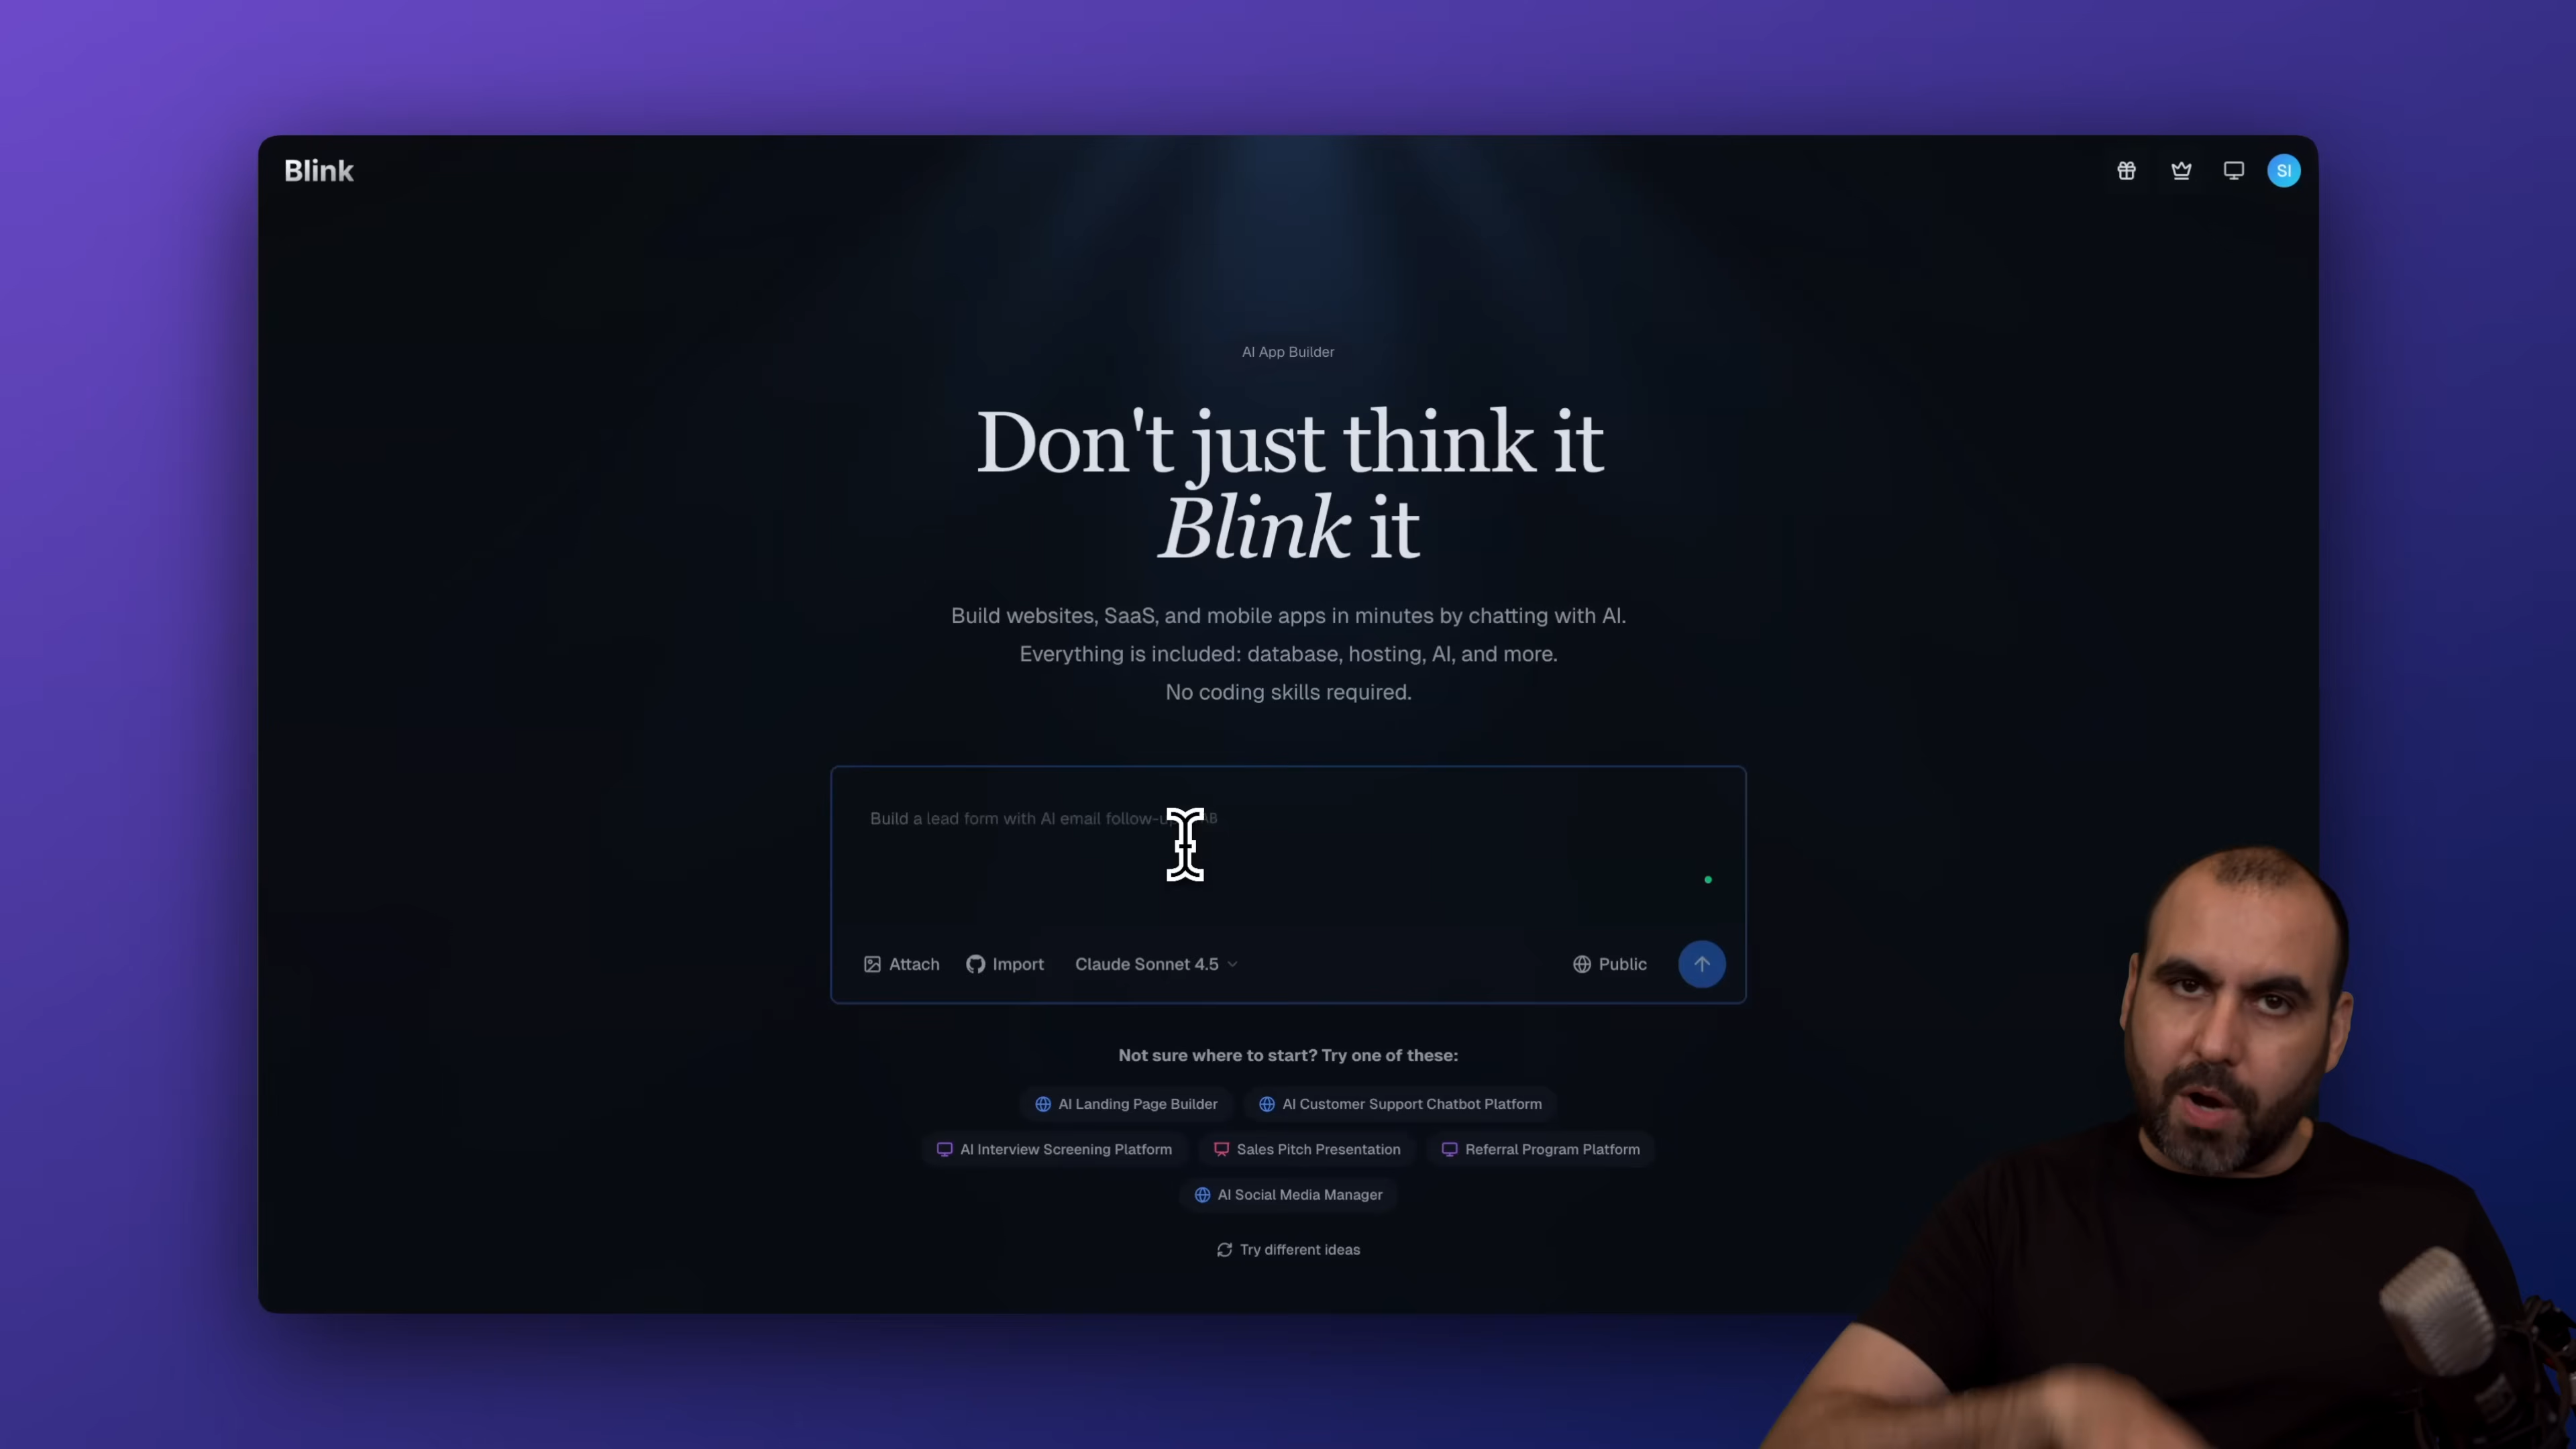 Blink
SI
AI App Builder
Don't just think it
Blink it
Build websites, SaaS, and mobile apps in minutes by chatting with AI.
Everything is included: database, hosting, AI, and more.
No coding skills required.
Build a lead form with AI email
Attach
Import
Claude Sonnet 4.5
Public
Not sure where to start? Try one of these:
AI Landing Page Builder
AI Customer Support Chatbot Platform
AI Interview Screening Platform
Sales Pitch Presentation
Referral Program Platform
AI Social Media Manager
Try different ideas